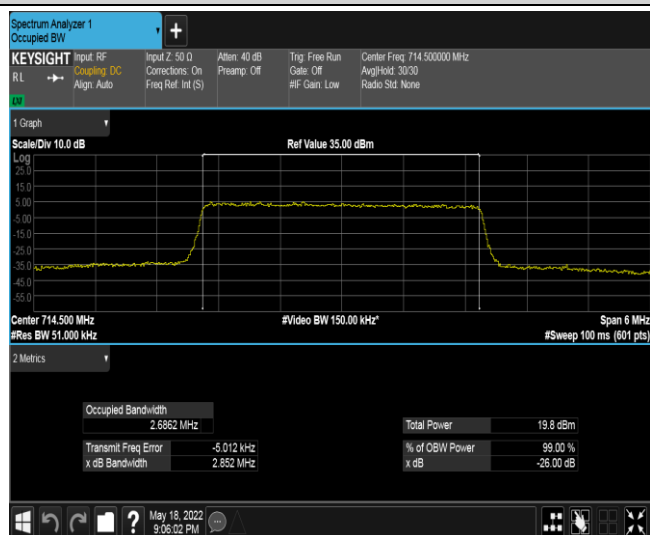 Spectrum Analyzer 1
Occupied BW
+
KEYSIGHT Input: RF Input Z: 50 Ω Atten: 40 dB Trig: Free Run Center Freq: 714.500000 MHz
RL Coupling: DC Corrections: On Preamp: Off Gate: Off Avg|Hold: 30/30
Align: Auto Freq Ref: Int (S) #IF Gain: Low Radio Std: None
LXI
1 Graph
Scale/Div 10.0 dB Ref Value 35.00 dBm
Log
25.0
15.0
5.00
-5.00
-15.0
-25.0
-35.0
-45.0
-55.0
Center 714.500 MHz #Video BW 150.00 kHz* Span 6 MHz
#Res BW 51.000 kHz #Sweep 100 ms (601 pts)
2 Metrics
Occupied Bandwidth
2.6862 MHz Total Power 19.8 dBm
Transmit Freq Error -5.012 kHz % of OBW Power 99.00 %
x dB Bandwidth 2.852 MHz x dB -26.00 dB
? May 18, 2022
9:06:02 PM